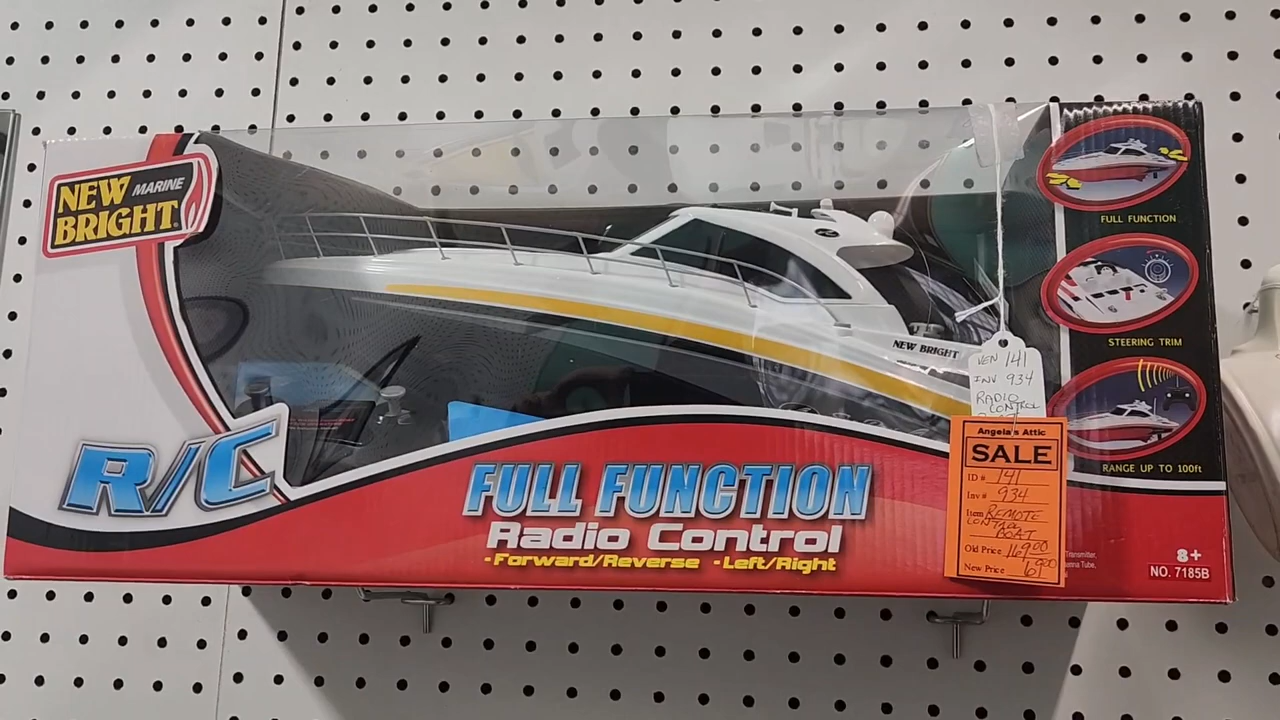 NEW MARINE
BRIGHT
R/C
FULL FUNCTION
Radio Control
-Forward/Reverse -Left/Right
NEW BRIGHT
VEN 141
INV 934
RADIO
CONTROL
Angela's Attic
SALE
ID # 141
Inv # 934
Item REMOTE
CONTROL
BOAT
Old Price 169.00
New Price 61.00
FULL FUNCTION
STEERING TRIM
RANGE UP TO 100ft
Transmitter,
8+
NO. 7185B